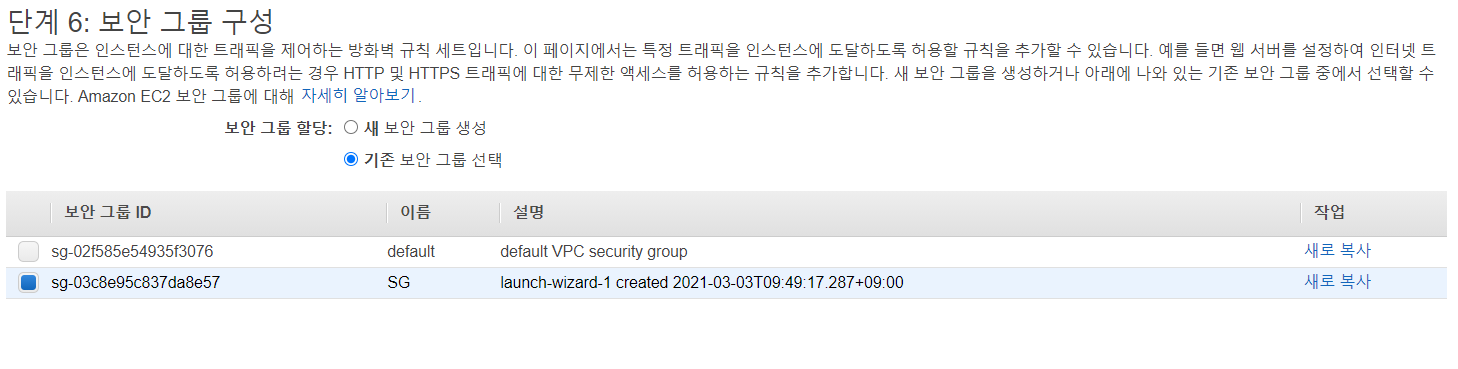 단계 6: 보안 그룹 구성
보안 그룹은 인스턴스에 대한 트래픽을 제어하는 방화벽 규칙 세트입니다. 이 페이지에서는 특정 트래픽을 인스턴스에 도달하도록 허용할 규칙을 추가할 수 있습니다. 예를 들면 웹 서버를 설정하여 인터넷 트
래픽을 인스턴스에 도달하도록 허용하려는 경우 HTTP 및 HTTPS 트래픽에 대한 무제한 액세스를 허용하는 규칙을 추가합니다. 새 보안 그룹을 생성하거나 아래에 나와 있는 기존 보안 그룹 중에서 선택할 수
있습니다. Amazon EC2 보안 그룹에 대해 자세히 알아보기.
보안 그룹 할당: 새 보안 그룹 생성
기존 보안 그룹 선택
보안 그룹 ID 이름 설명 작업
sg-02f585e54935f3076 default default VPC security group 새로 복사
sg-03c8e95c837da8e57 SG launch-wizard-1 created 2021-03-03T09:49:17.287+09:00 새로 복사